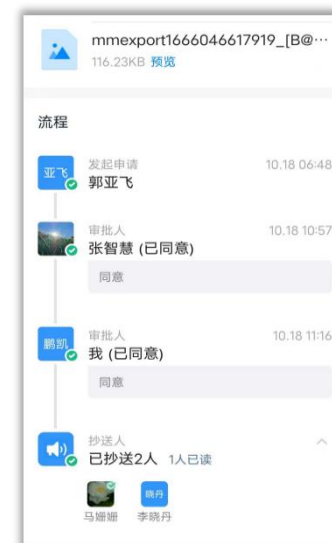 mmexport1666046617919_[B@…
116.23KB 预览
流程
亚飞
发起申请
10.18 06:48
郭亚飞
审批人
10.18 10:57
张智慧 (已同意)
同意
鹏凯
审批人
10.18 11:16
我 (已同意)
同意
抄送人
已抄送2人 1人已读
晓丹
马姗姗 李晓丹